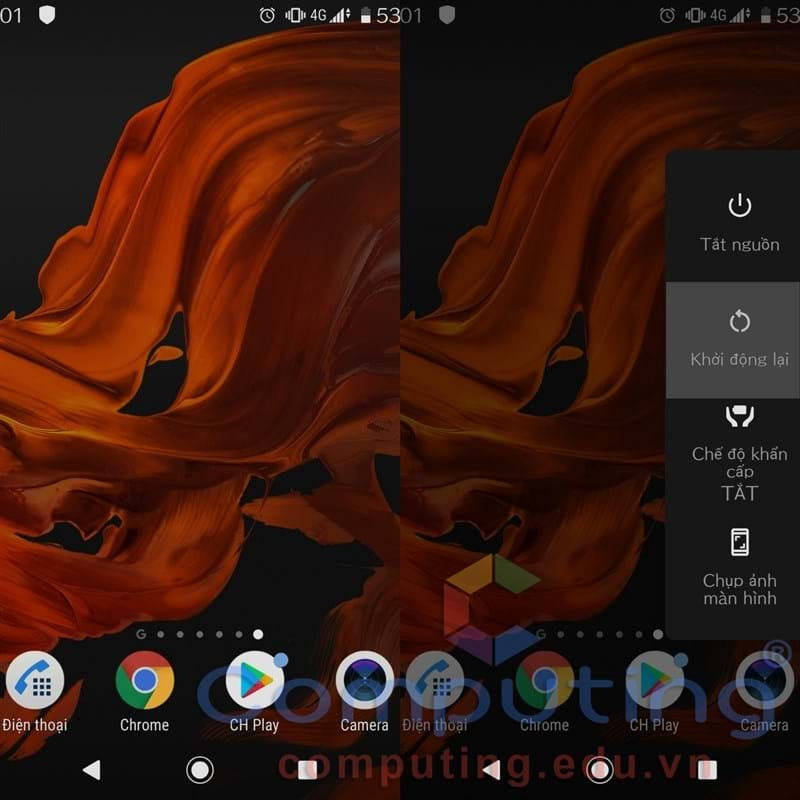 01 4G 53
G
Điện thoại Chrome CH Play Camera
01 4G 53
Tắt nguồn
Khởi động lại
Chế độ khẩn
cấp
TẮT
Chụp ảnh
màn hình
G
Điện thoại Chrome CH Play Camera
Computing®
computing.edu.vn